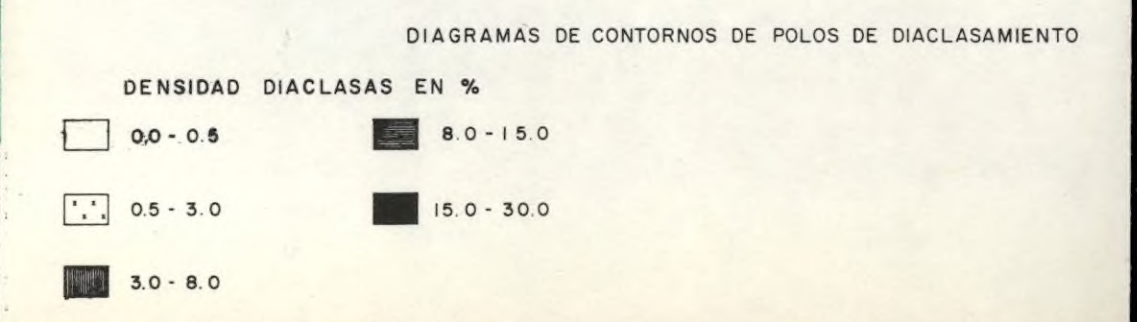 DIAGRAMAS DE CONTORNOS DE POLOS DE DIACLASAMIENTO
DENSIDAD DIACLASAS EN %
0,0 - 0.5
8.0 - 15.0
0.5 - 3.0
15.0 - 30.0
3.0 - 8.0